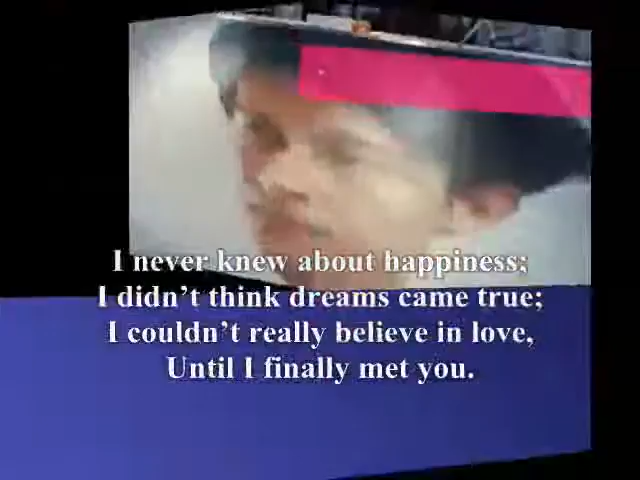 I never knew about happiness;
I didn't think dreams came true;
I couldn't really believe in love,
Until I finally met you.